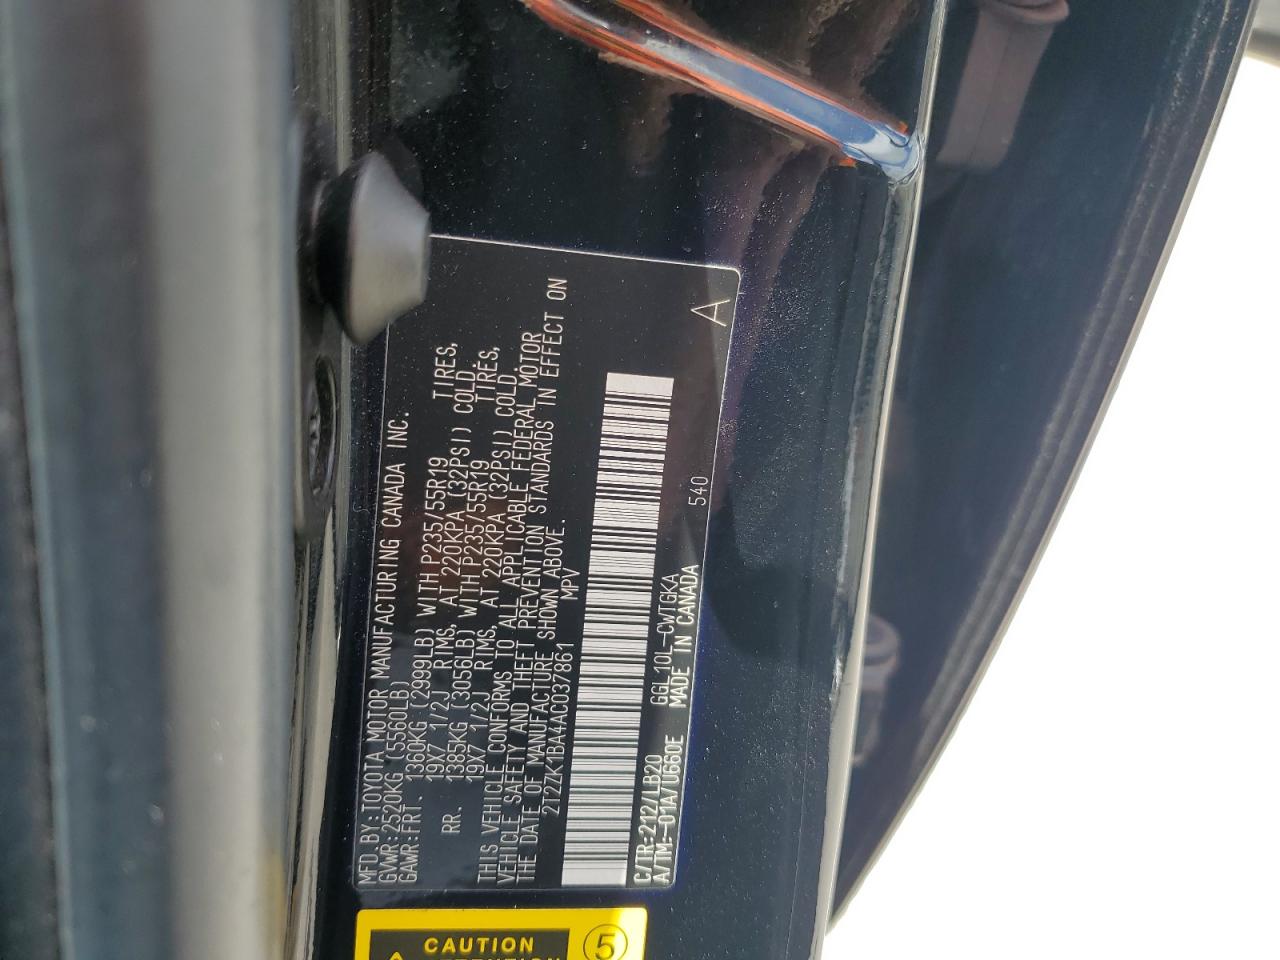 MFD BY:TOYOTA MOTOR MANUFACTURING CANADA INC.
GVWR:2520KG (5560LB)
GAWR:FRT. 1360KG (2999LB) WITH P235/55R19 TIRES,
19X7 1/2J RIMS, AT 220KPA (32PSI) COLD.
RR. 1385KG (3056LB) WITH P235/55R19 TIRES,
19X7 1/2J RIMS, AT 220KPA (32PSI) COLD.
THIS VEHICLE CONFORMS TO ALL APPLICABLE FEDERAL MOTOR
VEHICLE SAFETY AND THEFT PREVENTION STANDARDS IN EFFECT ON
THE DATE OF MANUFACTURE SHOWN ABOVE.
2T2ZK1BA4AC037861 MPV
C/TR:212/LB20 GGL10L-CWTGKA
A/TM:-01A/U660E MADE IN CANADA
540
A
CAUTION
5